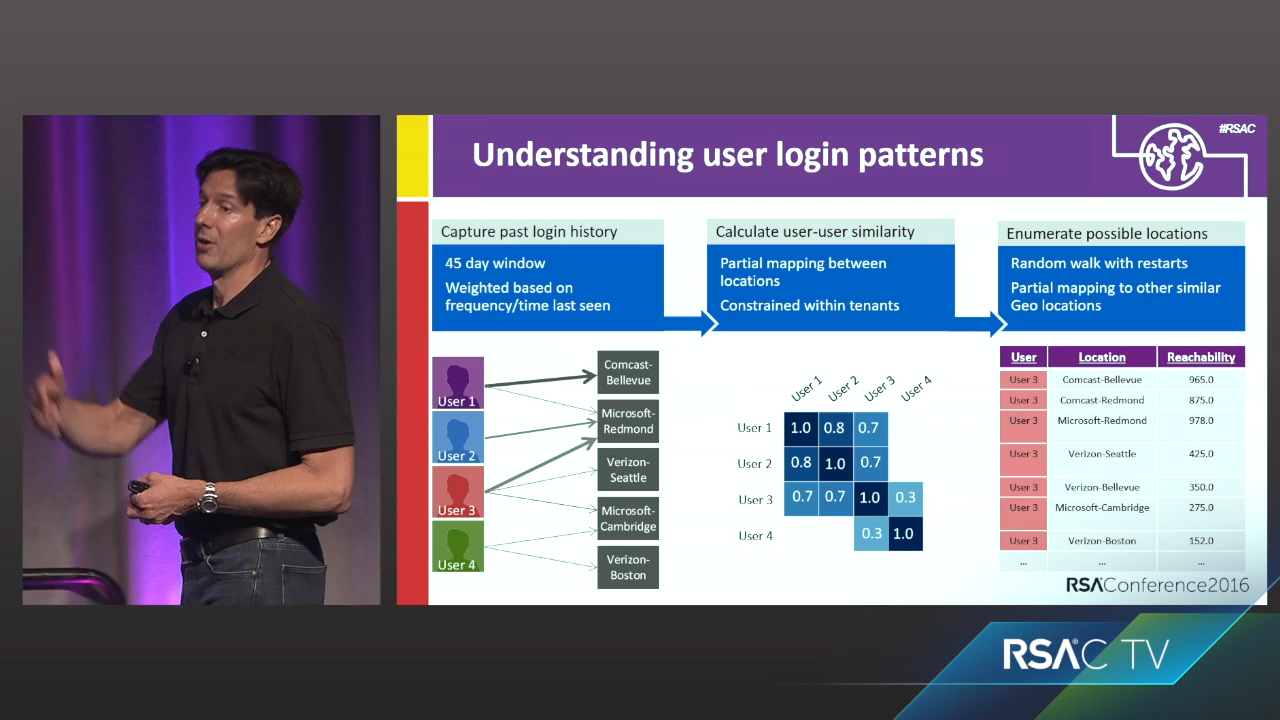 #RSAC
Understanding user login patterns
Capture past login history
45 day window
Weighted based on
frequency/time last seen
Calculate user-user similarity
Partial mapping between
locations
Constrained within tenants
Enumerate possible locations
Random walk with restarts
Partial mapping to other similar
Geo locations
User 1
User 2
User 3
User 4
Comcast-
Bellevue
Microsoft-
Redmond
Verizon-
Seattle
Microsoft-
Cambridge
Verizon-
Boston
User 1 User 2 User 3 User 4
User 1 1.0 0.8 0.7
User 2 0.8 1.0 0.7
User 3 0.7 0.7 1.0 0.3
User 4 0.3 1.0
User Location Reachability
User 3 Comcast-Bellevue 965.0
User 3 Comcast-Redmond 875.0
User 3 Microsoft-Redmond 978.0
User 3 Verizon-Seattle 425.0
User 3 Verizon-Bellevue 350.0
User 3 Microsoft-Cambridge 275.0
User 3 Verizon-Boston 152.0
... ... ...
RSAConference2016
RSAC TV